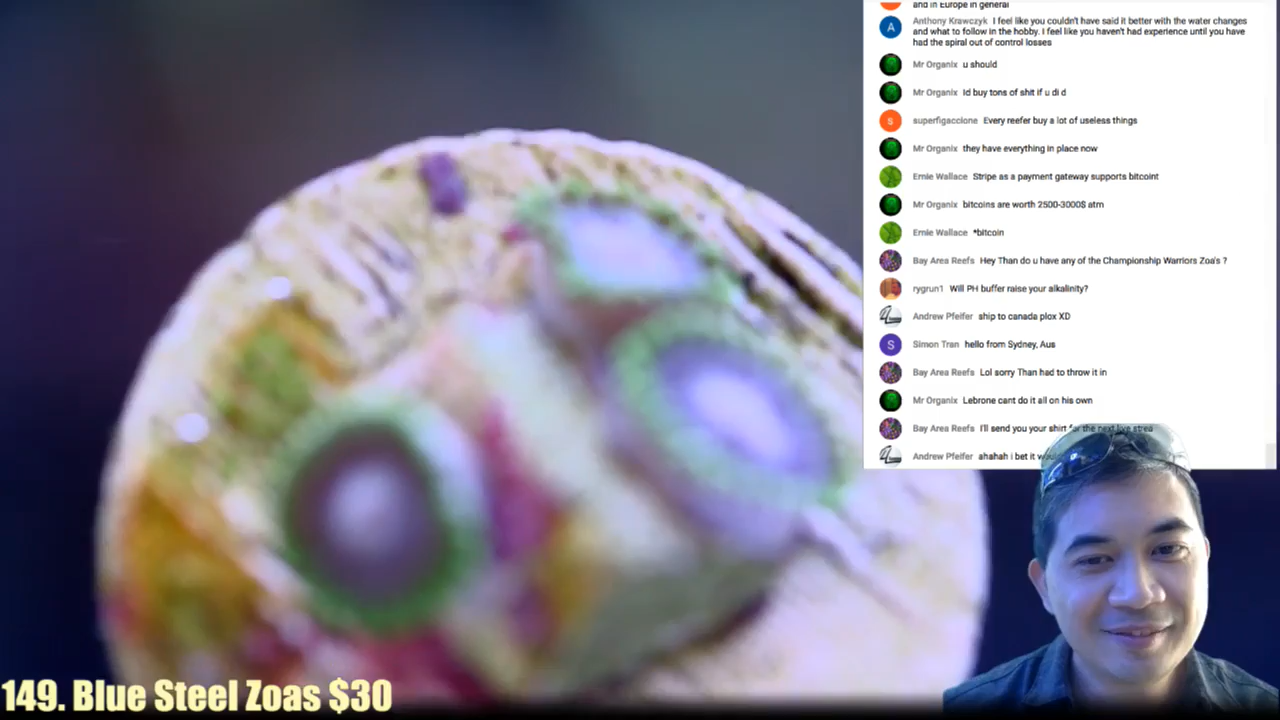 and in Europe in general
A
Anthony Krawczyk I feel like you couldn't have said it better with the water changes
and what to follow in the hobby. I feel like you haven't had experience until you have
had the spiral out of control losses
Mr Organix u should
Mr Organix Id buy tons of shit if u di d
s
superfigaccione Every reefer buy a lot of useless things
Mr Organix they have everything in place now
Ernie Wallace Stripe as a payment gateway supports bitcoint
Mr Organix bitcoins are worth 2500-3000$ atm
Ernie Wallace *bitcoin
Bay Area Reefs Hey Than do u have any of the Championship Warriors Zoa's ?
rygrun1 Will PH buffer raise your alkalinity?
Andrew Pfeifer ship to canada plox XD
S
Simon Tran hello from Sydney, Aus
Bay Area Reefs Lol sorry Than had to throw it in
Mr Organix Lebrone cant do it all on his own
Bay Area Reefs I'll send you your shirt for the next live strea
Andrew Pfeifer ahahah i bet it
149. Blue Steel Zoas $30